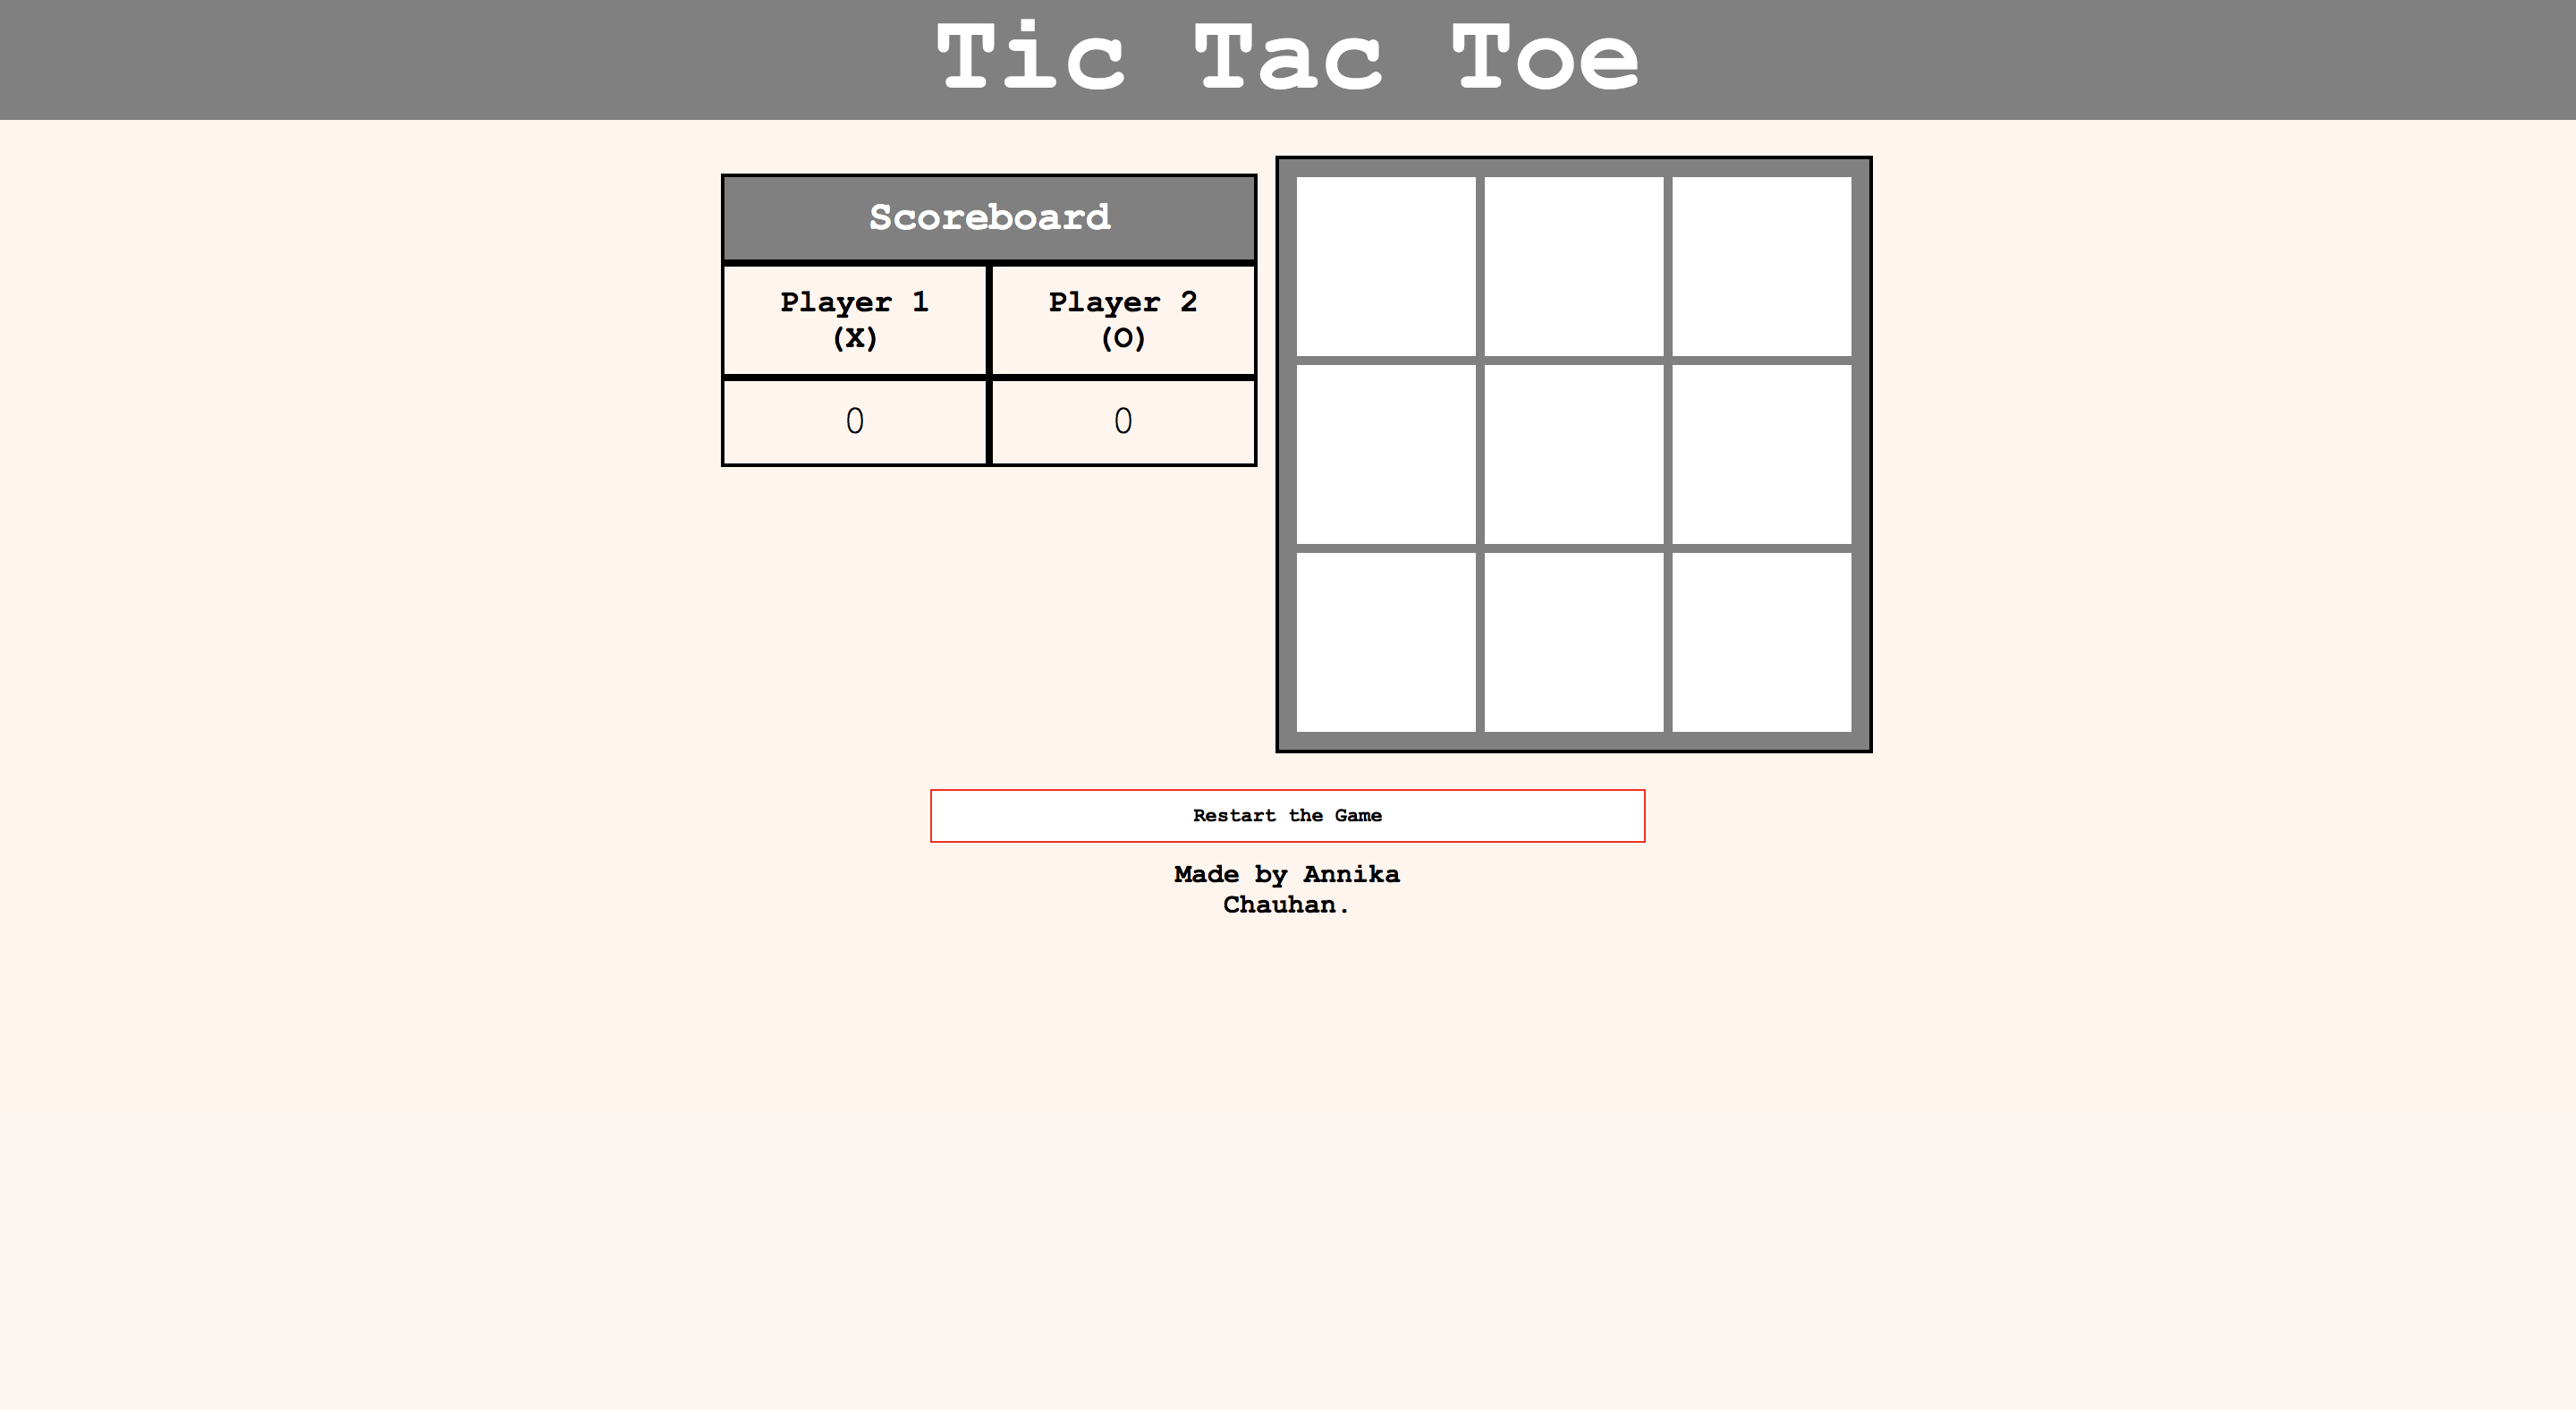 Tic Tac Toe
Scoreboard
Player 1
(X)
Player 2
(O)
0
0
Restart the Game
Made by Annika
Chauhan.